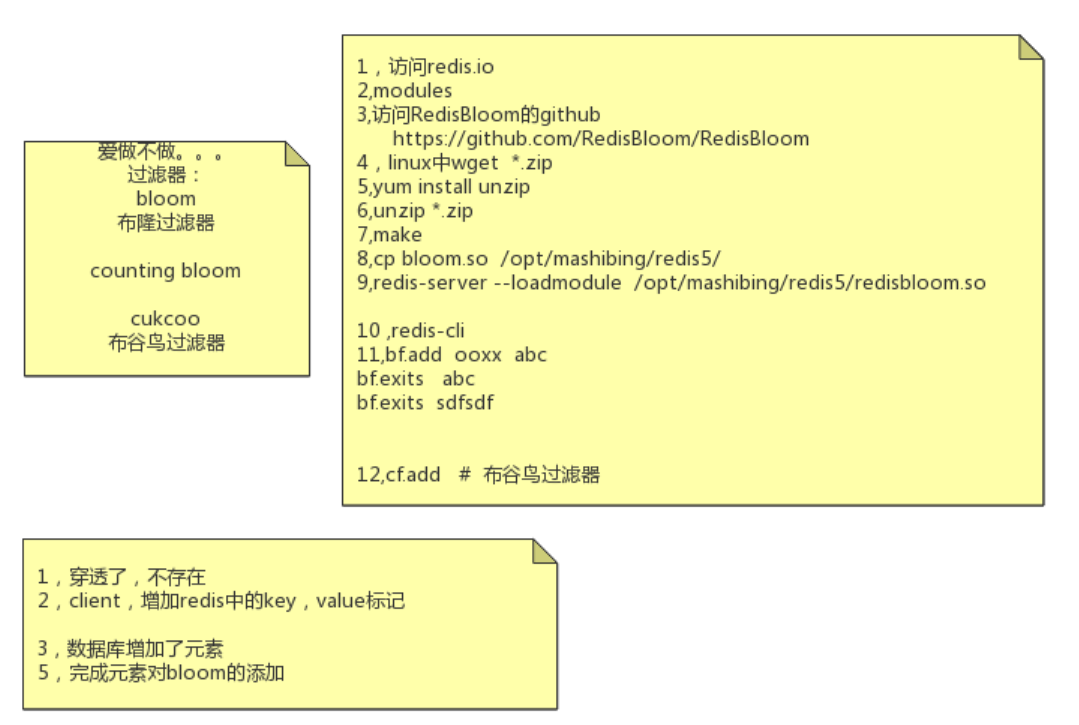 爱做不做。。。
过滤器：
bloom
布隆过滤器
counting bloom
cukcoo
布谷鸟过滤器
1，访问redis.io
2,modules
3,访问RedisBloom的github
https://github.com/RedisBloom/RedisBloom
4，linux中wget  *.zip
5,yum install unzip
6,unzip *.zip
7,make
8,cp bloom.so  /opt/mashibing/redis5/
9,redis-server --loadmodule  /opt/mashibing/redis5/redisbloom.so
10 ,redis-cli
11,bf.add  ooxx  abc
bf.exits   abc
bf.exits  sdfsdf
12,cf.add   #  布谷鸟过滤器
1，穿透了，不存在
2，client，增加redis中的key，value标记
3，数据库增加了元素
5，完成元素对bloom的添加